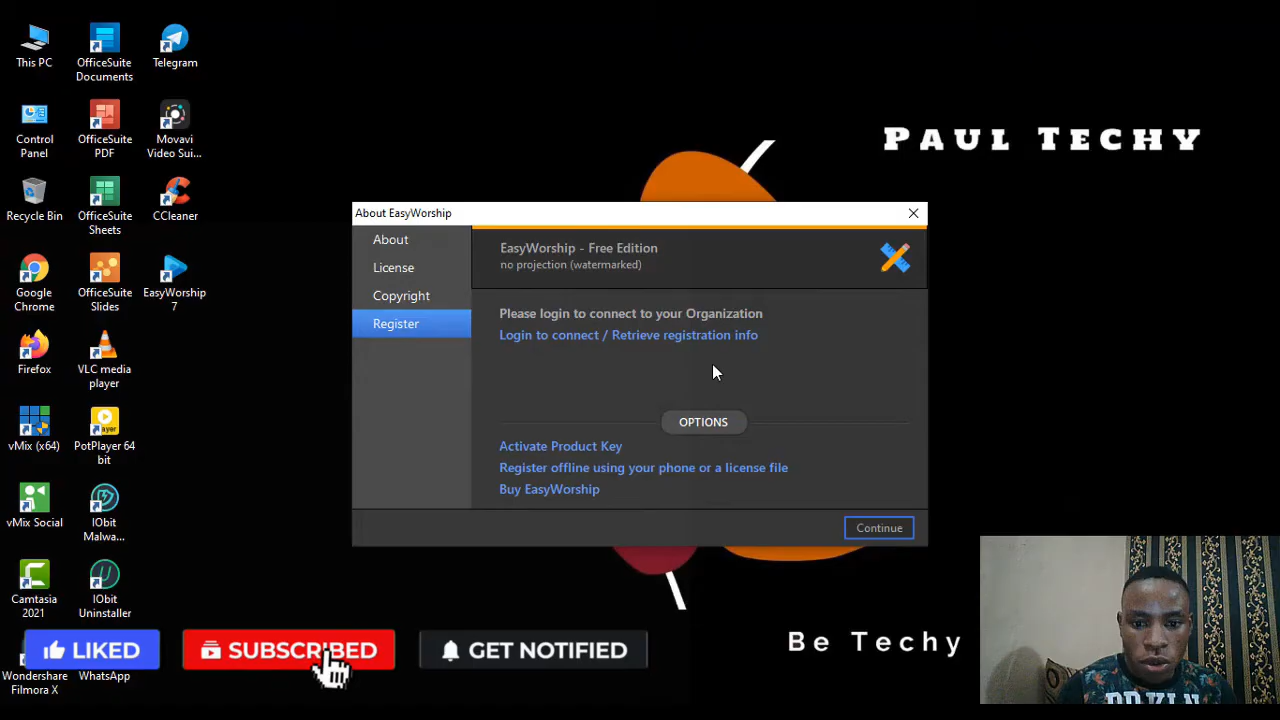 This PC
OfficeSuite
Documents
Telegram
Control
Panel
OfficeSuite
PDF
Movavi
Video Sui...
Recycle Bin
OfficeSuite
Sheets
CCleaner
Google
Chrome
OfficeSuite
Slides
EasyWorship
7
Firefox
VLC media
player
vMix (x64)
PotPlayer 64
bit
vMix Social
IObit
Malwa...
Camtasia
2021
IObit
Uninstaller
Wondershare
Filmora X
WhatsApp
PAUL TECHY
About EasyWorship
About
License
Copyright
Register
EasyWorship - Free Edition
no projection (watermarked)
Please login to connect to your Organization
Login to connect / Retrieve registration info
OPTIONS
Activate Product Key
Register offline using your phone or a license file
Buy EasyWorship
Continue
LIKED
SUBSCRIBED
GET NOTIFIED
Be Techy